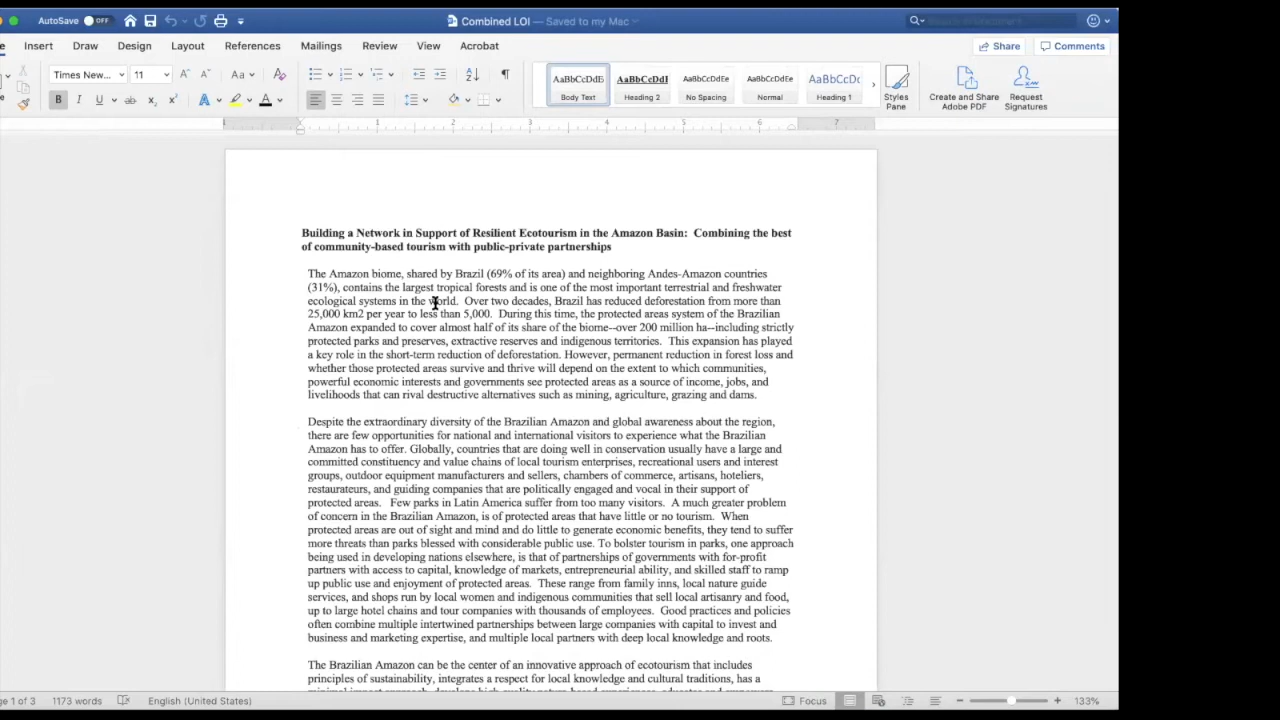 AutoSave OFF
Combined LOI — Saved to my Mac
Insert Draw Design Layout References Mailings Review View Acrobat
Share Comments
Times New... 11 Aa
AaBbCcDdE AaBbCcDdI AaBbCcDdEe AaBbCcDdEe AaBbCcDc
Body Text Heading 2 No Spacing Normal Heading 1
Styles Pane
Create and Share Adobe PDF
Request Signatures
1 2 3 4 5 6 7
Building a Network in Support of Resilient Ecotourism in the Amazon Basin: Combining the best
of community-based tourism with public-private partnerships
The Amazon biome, shared by Brazil (69% of its area) and neighboring Andes-Amazon countries
(31%), contains the largest tropical forests and is one of the most important terrestrial and freshwater
ecological systems in the world. Over two decades, Brazil has reduced deforestation from more than
25,000 km2 per year to less than 5,000. During this time, the protected areas system of the Brazilian
Amazon expanded to cover almost half of its share of the biome--over 200 million ha--including strictly
protected parks and preserves, extractive reserves and indigenous territories. This expansion has played
a key role in the short-term reduction of deforestation. However, permanent reduction in forest loss and
whether those protected areas survive and thrive will depend on the extent to which communities,
powerful economic interests and governments see protected areas as a source of income, jobs, and
livelihoods that can rival destructive alternatives such as mining, agriculture, grazing and dams.
Despite the extraordinary diversity of the Brazilian Amazon and global awareness about the region,
there are few opportunities for national and international visitors to experience what the Brazilian
Amazon has to offer. Globally, countries that are doing well in conservation usually have a large and
committed constituency and value chains of local tourism enterprises, recreational users and interest
groups, outdoor equipment manufacturers and sellers, chambers of commerce, artisans, hoteliers,
restaurateurs, and guiding companies that are politically engaged and vocal in their support of
protected areas. Few parks in Latin America suffer from too many visitors. A much greater problem
of concern in the Brazilian Amazon, is of protected areas that have little or no tourism. When
protected areas are out of sight and mind and do little to generate economic benefits, they tend to suffer
more threats than parks blessed with considerable public use. To bolster tourism in parks, one approach
being used in developing nations elsewhere, is that of partnerships of governments with for-profit
partners with access to capital, knowledge of markets, entrepreneurial ability, and skilled staff to ramp
up public use and enjoyment of protected areas. These range from family inns, local nature guide
services, and shops run by local women and indigenous communities that sell local artisanry and food,
up to large hotel chains and tour companies with thousands of employees. Good practices and policies
often combine multiple intertwined partnerships between large companies with capital to invest and
business and marketing expertise, and multiple local partners with deep local knowledge and roots.
The Brazilian Amazon can be the center of an innovative approach of ecotourism that includes
principles of sustainability, integrates a respect for local knowledge and cultural traditions, has a
ge 1 of 3 1173 words English (United States) Focus 133%